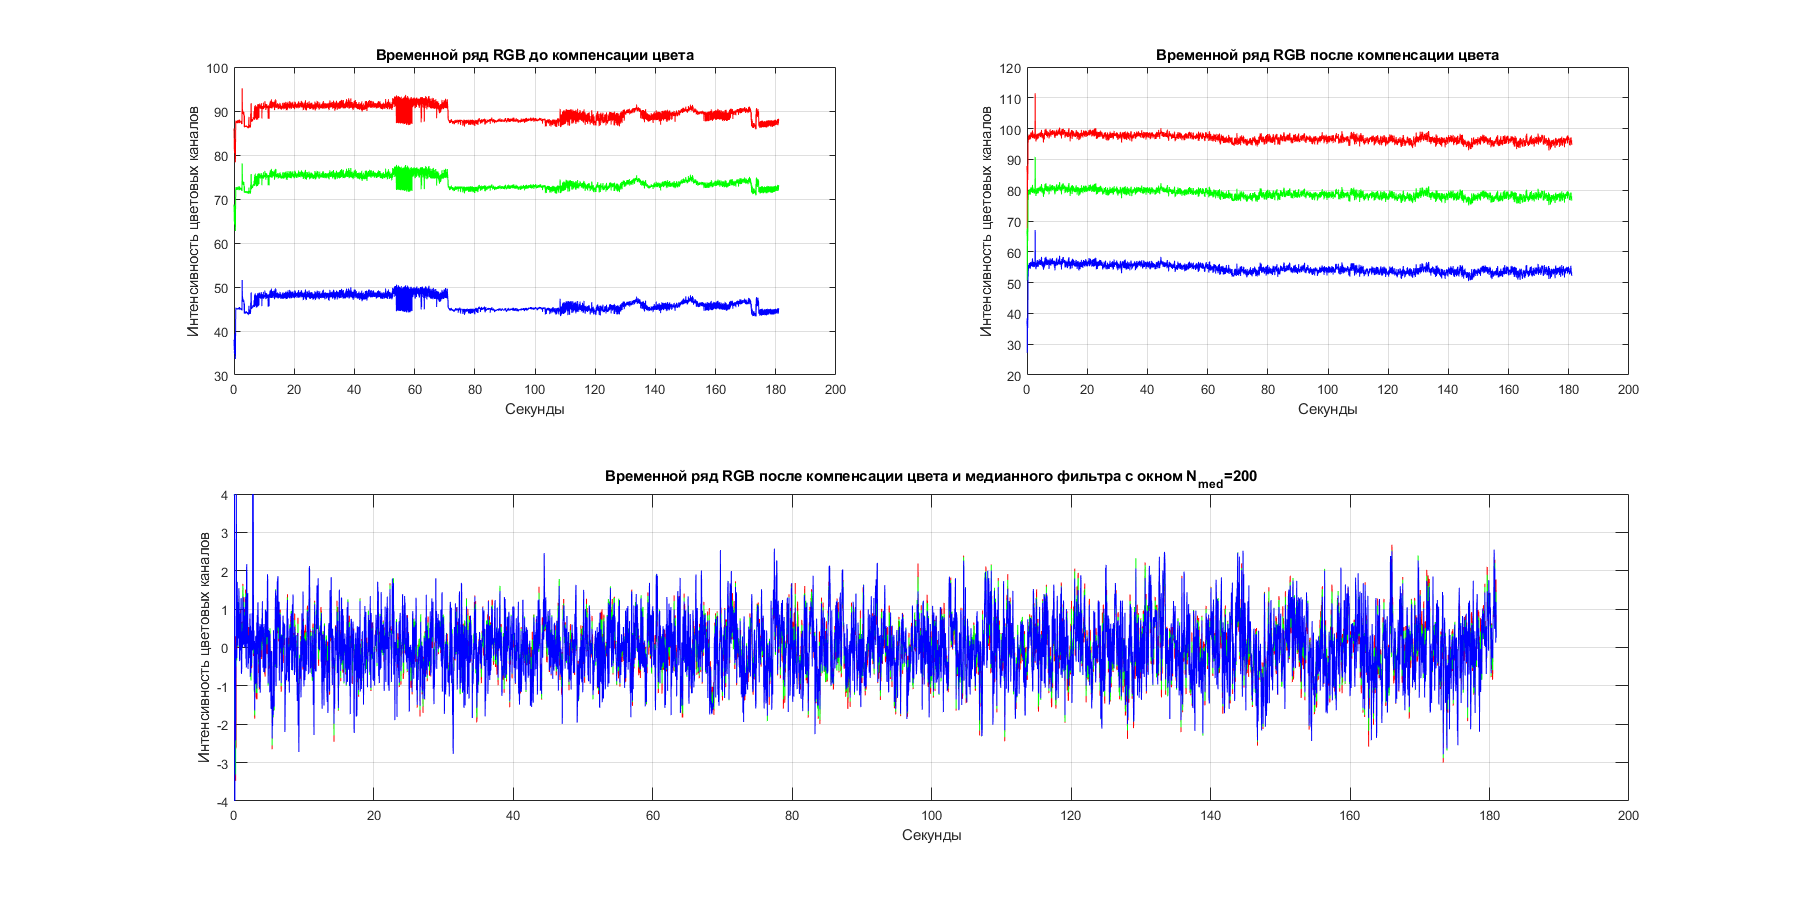 Временной ряд RGB до компенсации цвета
Интенсивность цветовых каналов
100
90
80
70
60
50
40
30
0 20 40 60 80 100 120 140 160 180 200
Секунды
Временной ряд RGB после компенсации цвета
Интенсивность цветовых каналов
120
110
100
90
80
70
60
50
40
30
20
0 20 40 60 80 100 120 140 160 180 200
Секунды
Временной ряд RGB после компенсации цвета и медианного фильтра с окном N_med=200
Интенсивность цветовых каналов
4
3
2
1
0
-1
-2
-3
-4
0 20 40 60 80 100 120 140 160 180 200
Секунды